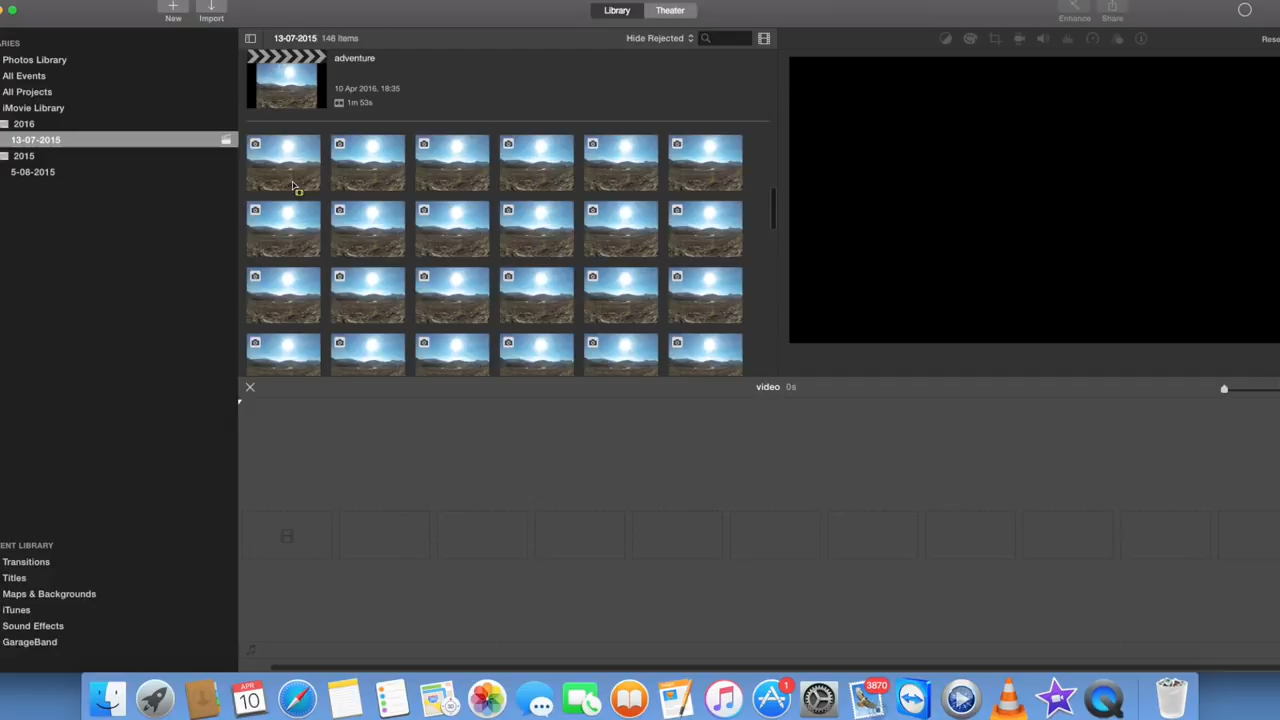 Library
Theater
New
Import
Enhance
Share
ARIES
Photos Library
All Events
All Projects
iMovie Library
2016
13-07-2015
2015
5-08-2015
13-07-2015 146 items
Hide Rejected
Rese
adventure
10 Apr 2016, 18:35
1m 53s
video 0s
ENT LIBRARY
Transitions
Titles
Maps & Backgrounds
iTunes
Sound Effects
GarageBand
APR
10
1
3870